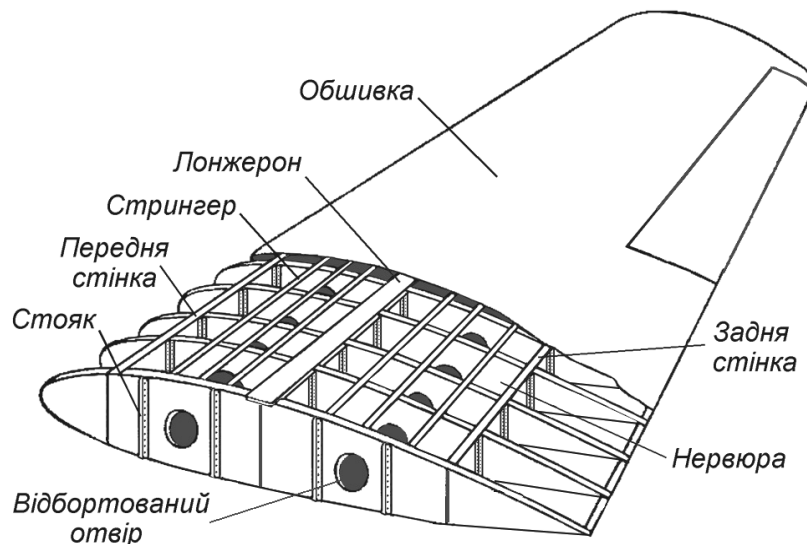 Обшивка
Лонжерон
Стрингер
Передня
стінка
Стояк
Задня
стінка
Нервюра
Відбортований
отвір